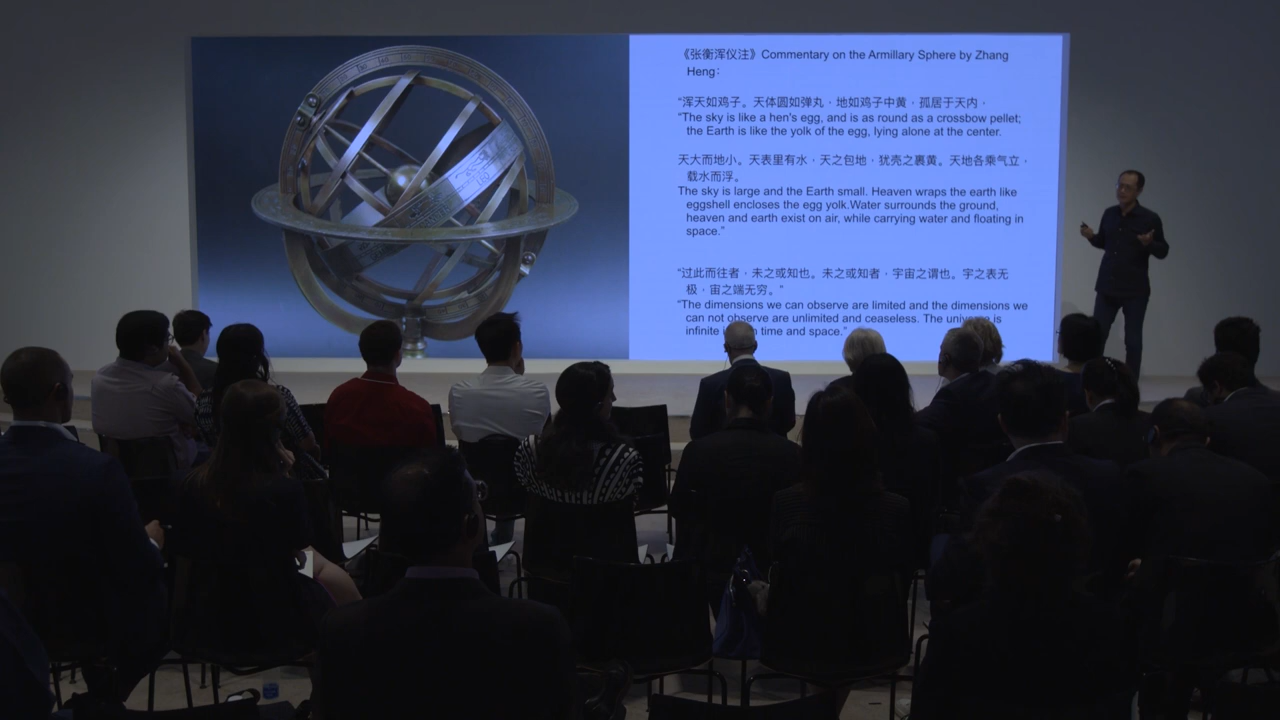 《张衡浑仪注》Commentary on the Armillary Sphere by Zhang
Heng:
“浑天如鸡子。天体圆如弹丸，地如鸡子中黄，孤居于天内，
“The sky is like a hen's egg, and is as round as a crossbow pellet;
the Earth is like the yolk of the egg, lying alone at the center.
天大而地小。天表里有水，天之包地，犹壳之裹黄。天地各乘气立，
载水而浮。
The sky is large and the Earth small. Heaven wraps the earth like
eggshell encloses the egg yolk.Water surrounds the ground,
heaven and earth exist on air, while carrying water and floating in
space.”
“过此而往者，未之或知也。未之或知者，宇宙之谓也。宇之表无
极，宙之端无穷。”
“The dimensions we can observe are limited and the dimensions we
can not observe are unlimited and ceaseless. The universe is
infinite time and space.”